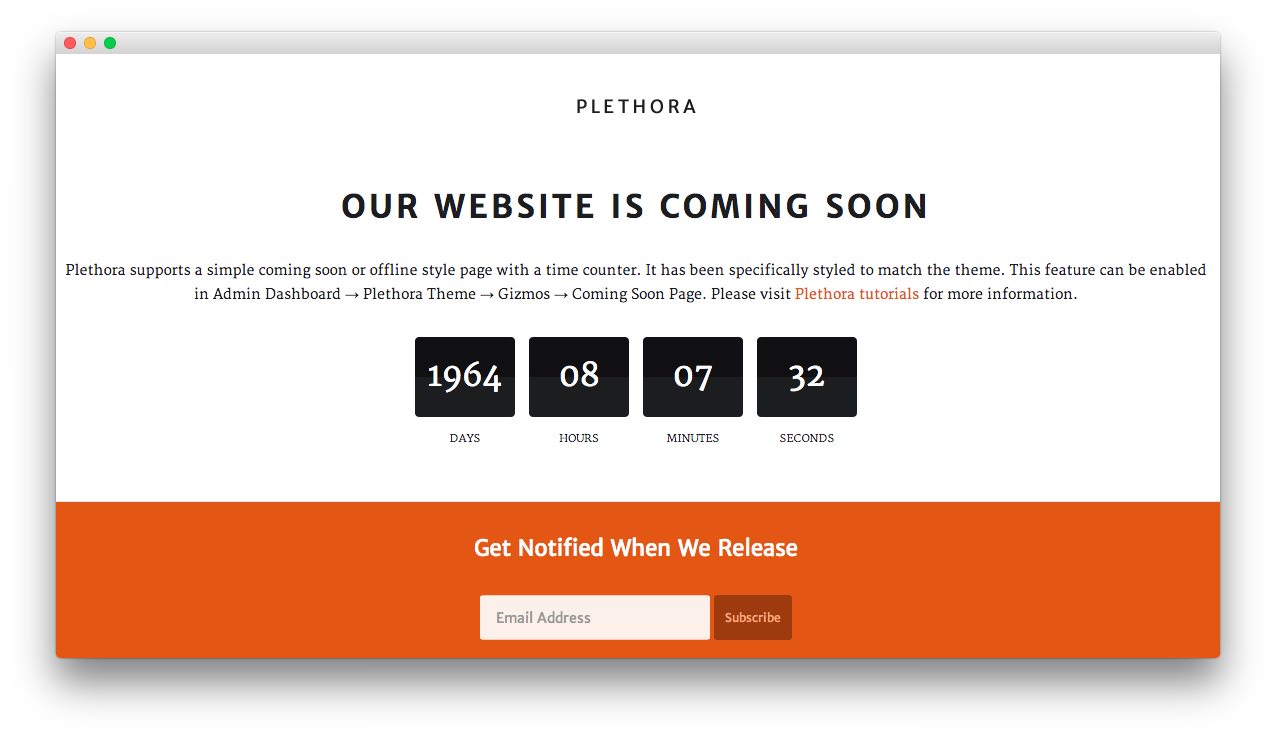 PLETHORA
OUR WEBSITE IS COMING SOON
Plethora supports a simple coming soon or offline style page with a time counter. It has been specifically styled to match the theme. This feature can be enabled
in Admin Dashboard → Plethora Theme → Gizmos → Coming Soon Page. Please visit Plethora tutorials for more information.
1964 08 07 32
DAYS HOURS MINUTES SECONDS
Get Notified When We Release
Email Address Subscribe